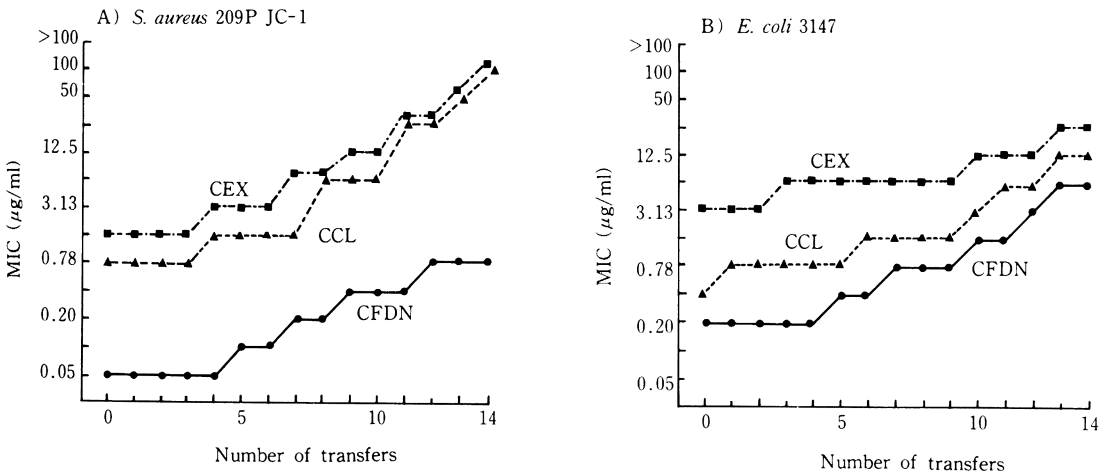 A) S. aureus 209P JC-1
>100
100
50
12.5
3.13
0.78
0.20
0.05
MIC (μg/ml)
CEX
CCL
CFDN
0 5 10 14
Number of transfers
B) E. coli 3147
>100
100
50
12.5
3.13
0.78
0.20
0.05
MIC (μg/ml)
CEX
CCL
CFDN
0 5 10 14
Number of transfers